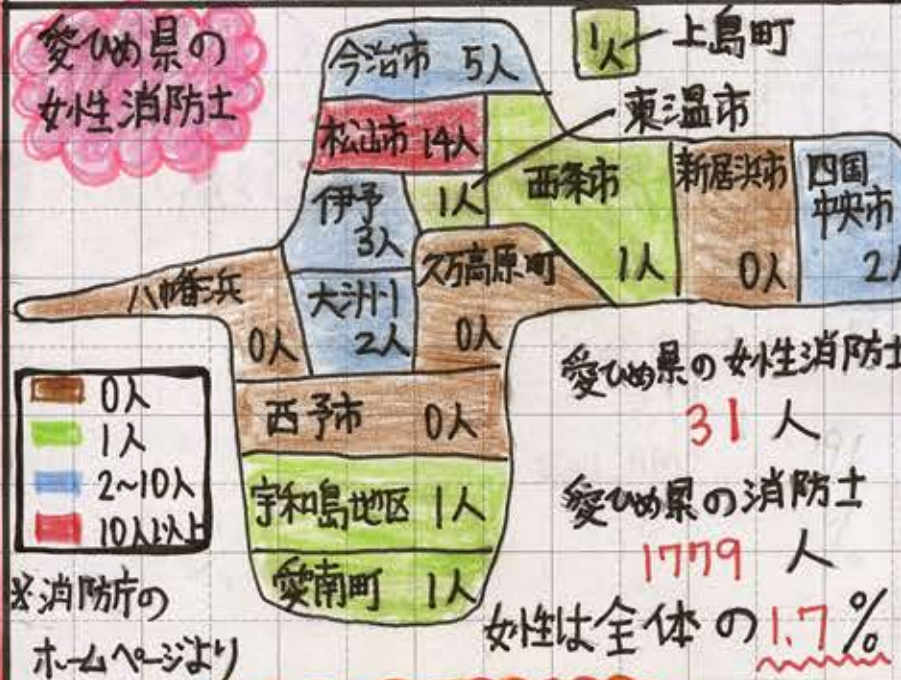 愛ひめ県の
女性消防士
今治市 5人
1人
上島町
松山市 14人
東温市
1人
伊予
3人
西条市
1人
新居浜市
0人
四国
中央市
2人
八幡浜
0人
大洲
2人
久万高原町
0人
西予市 0人
宇和島地区 1人
愛南町 1人
0人
1人
2~10人
10人以上
※消防庁の
ホームページより
愛ひめ県の女性消防士
31人
愛ひめ県の消防士
1779人
女性は全体の1.7%